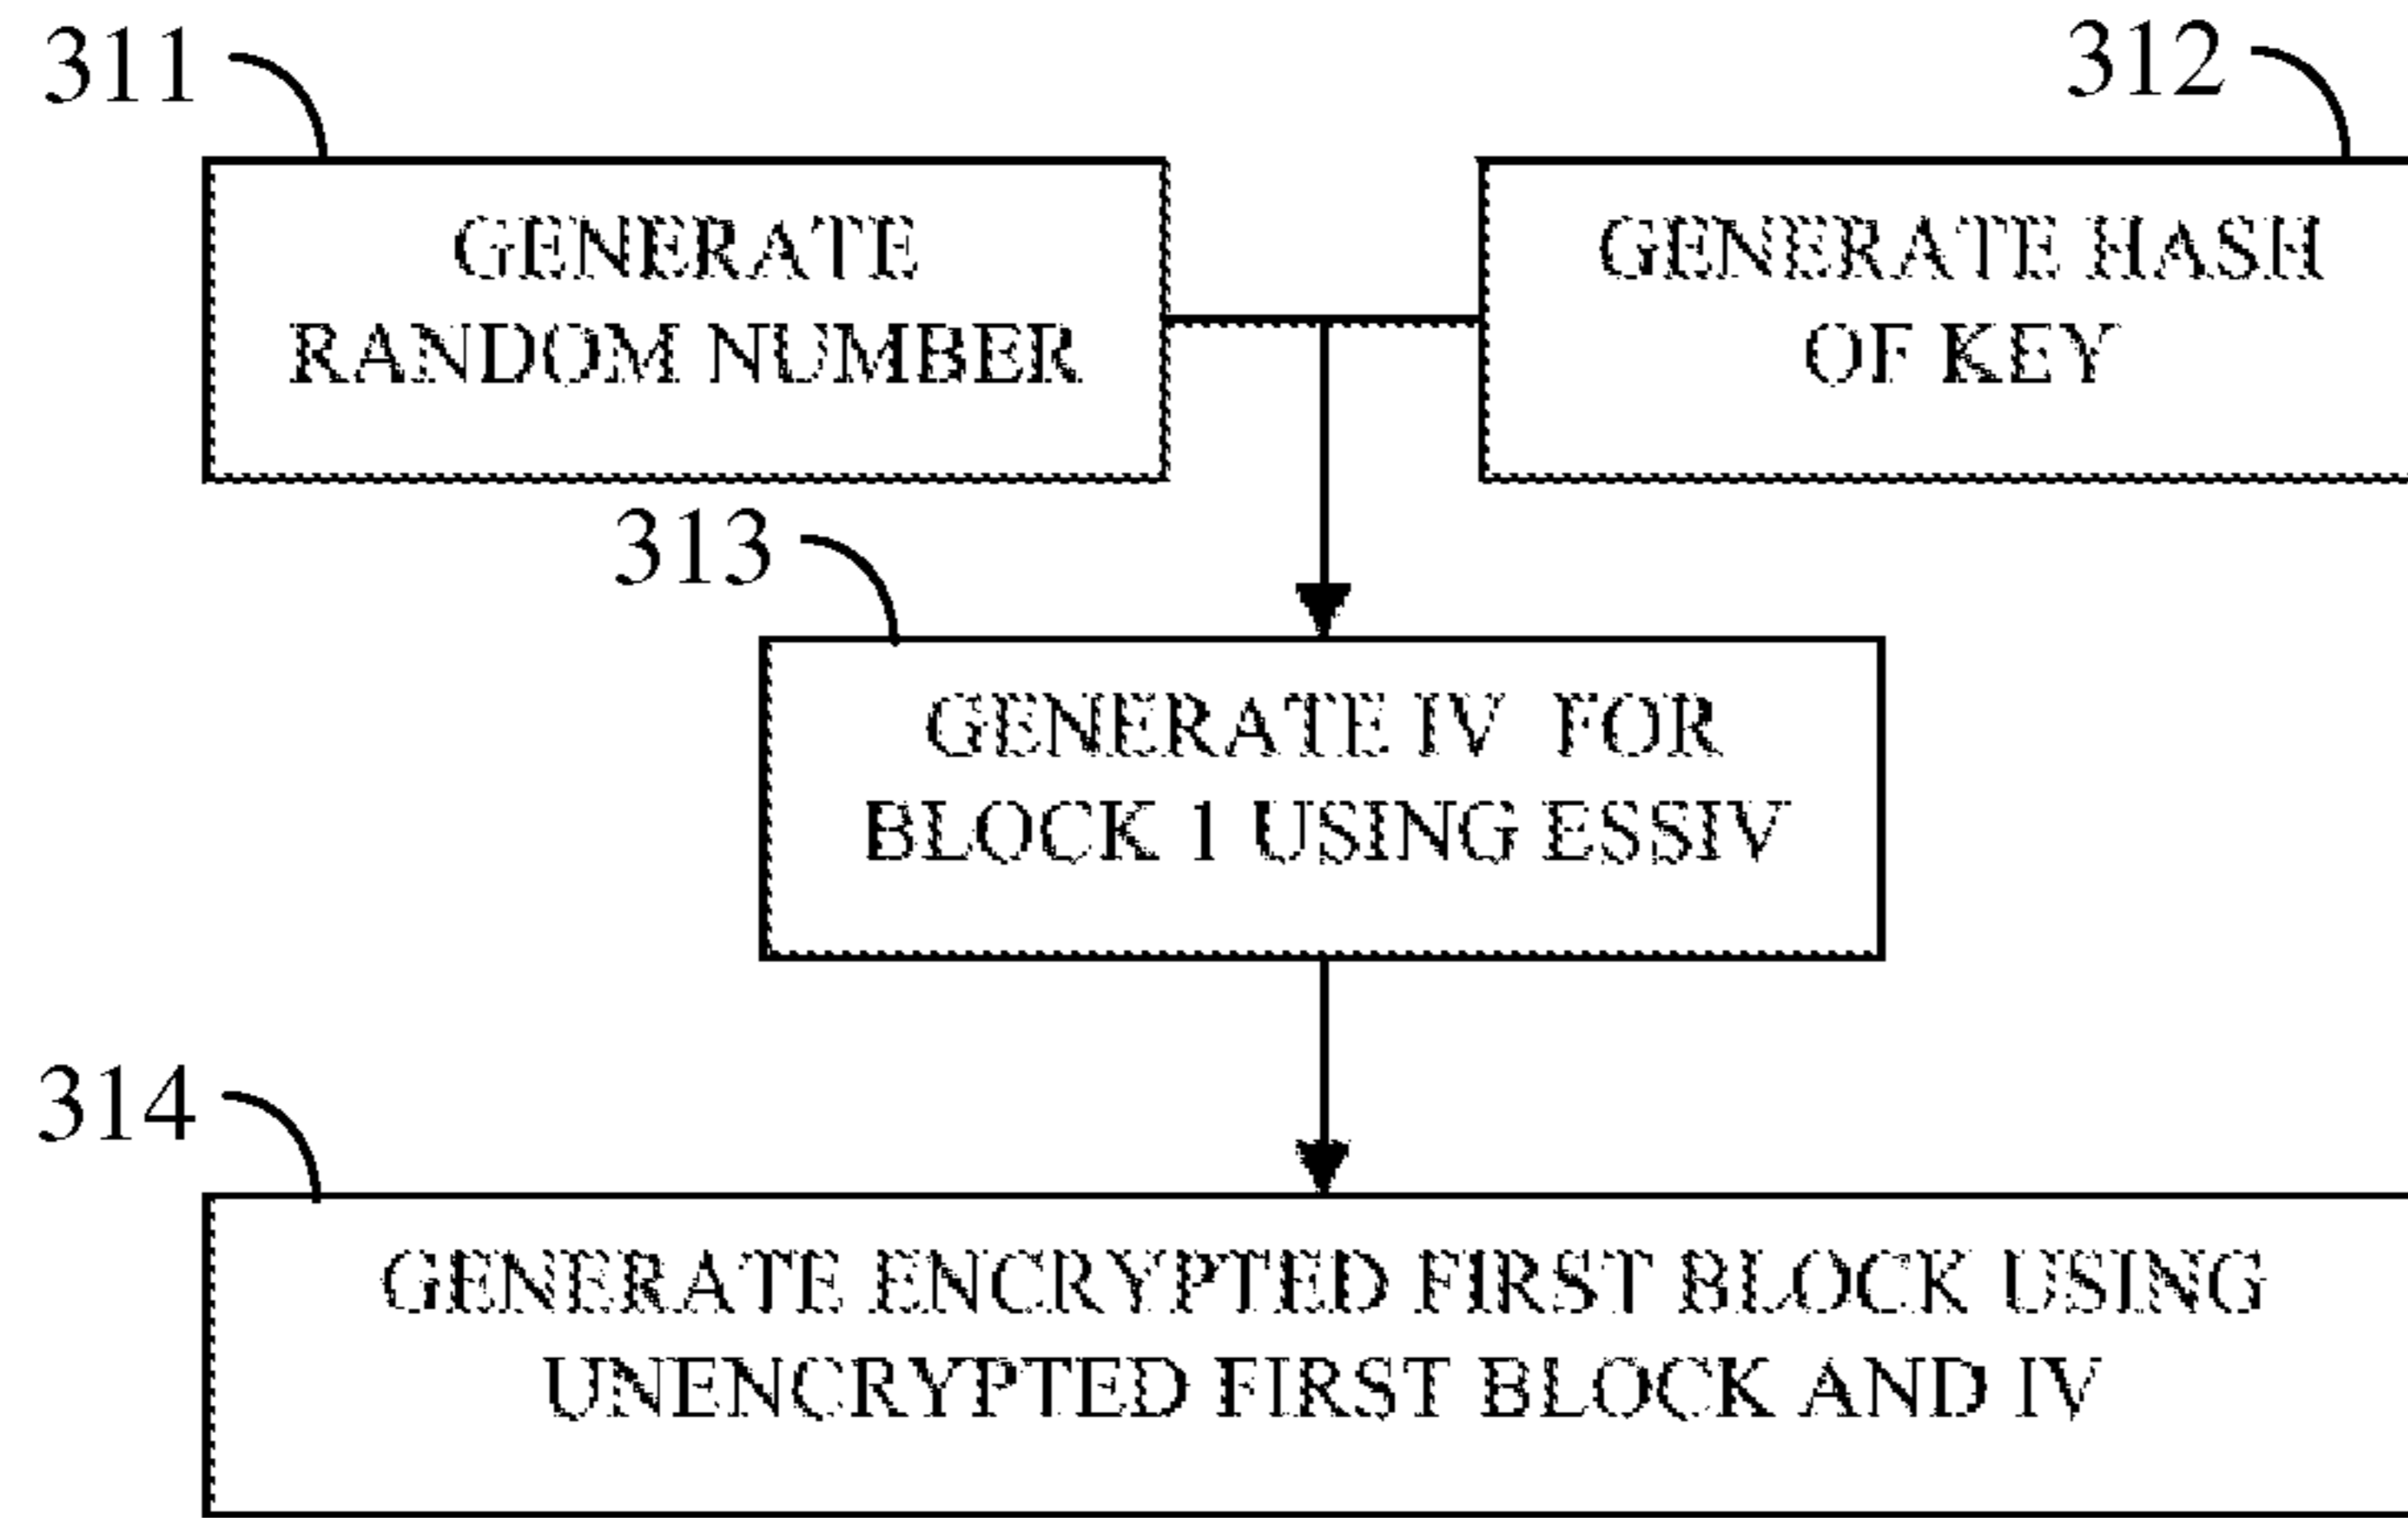 311
312
GENERATE
RANDOM NUMBER
GENERATE HASH
OF KEY
313
GENERATE IV FOR
BLOCK 1 USING ESSIV
314
GENERATE ENCRYPTED FIRST BLOCK USING
UNENCRYPTED FIRST BLOCK AND IV